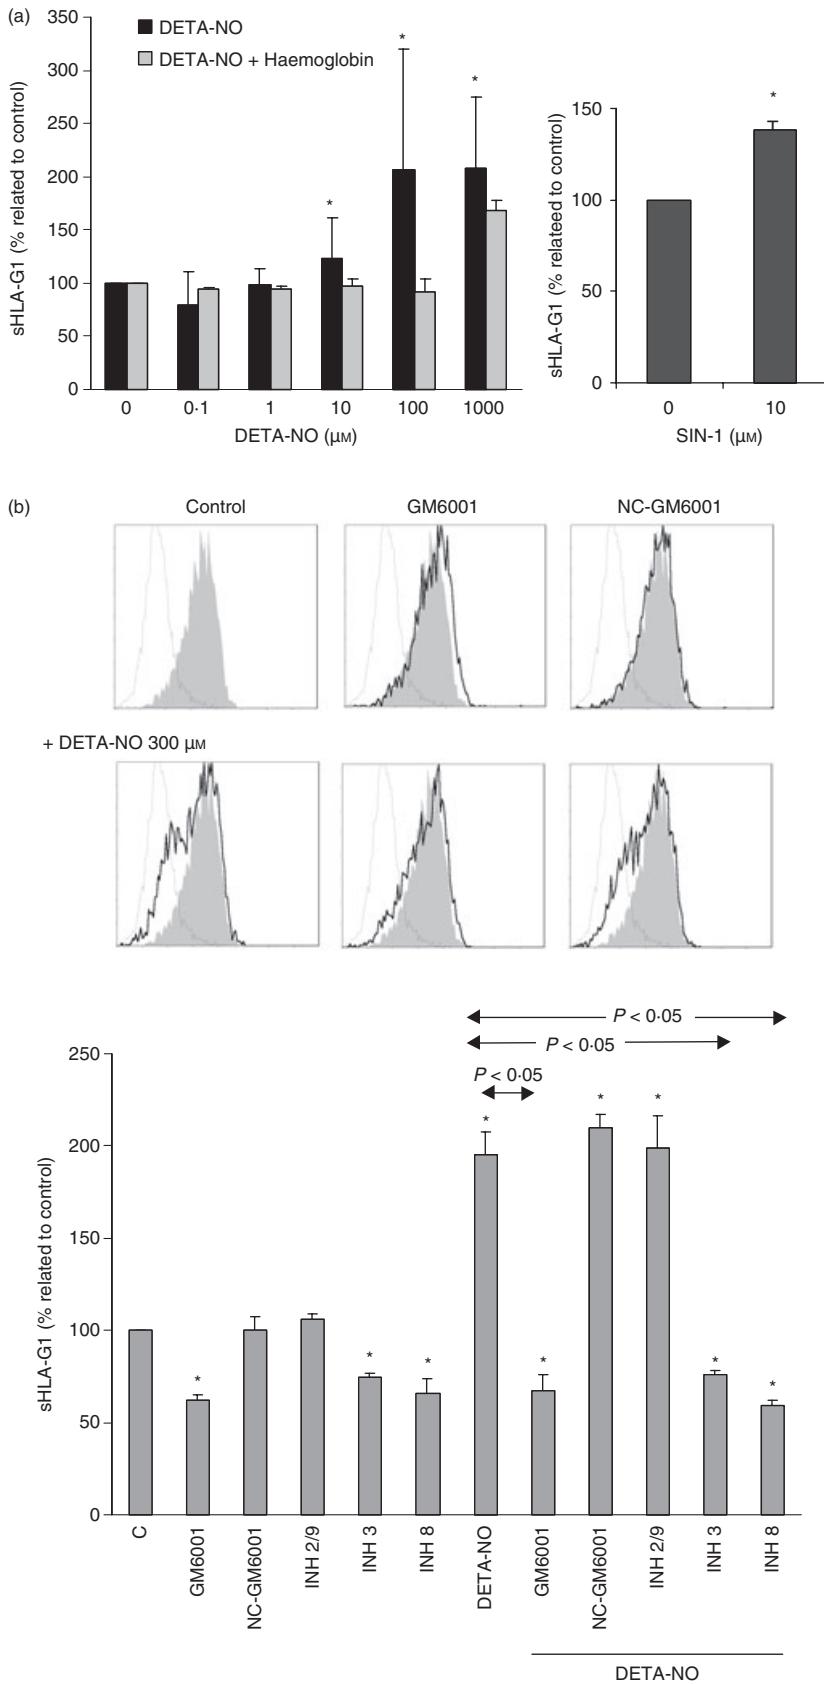 (a)
350
300
250
200
150
100
50
0
sHLA-G1 (% related to control)
DETA-NO
DETA-NO + Haemoglobin
*
*
*
0 0·1 1 10 100 1000
DETA-NO (µM)
150
100
50
0
sHLA-G1 (% relateed to control)
*
0 10
SIN-1 (µM)
(b)
Control GM6001 NC-GM6001
+ DETA-NO 300 µM
250
200
150
100
50
0
sHLA-G1 (% related to control)
P < 0·05
P < 0·05
P < 0·05
* * * * * * * * *
C
GM6001
NC-GM6001
INH 2/9
INH 3
INH 8
DETA-NO
GM6001
NC-GM6001
INH 2/9
INH 3
INH 8
DETA-NO